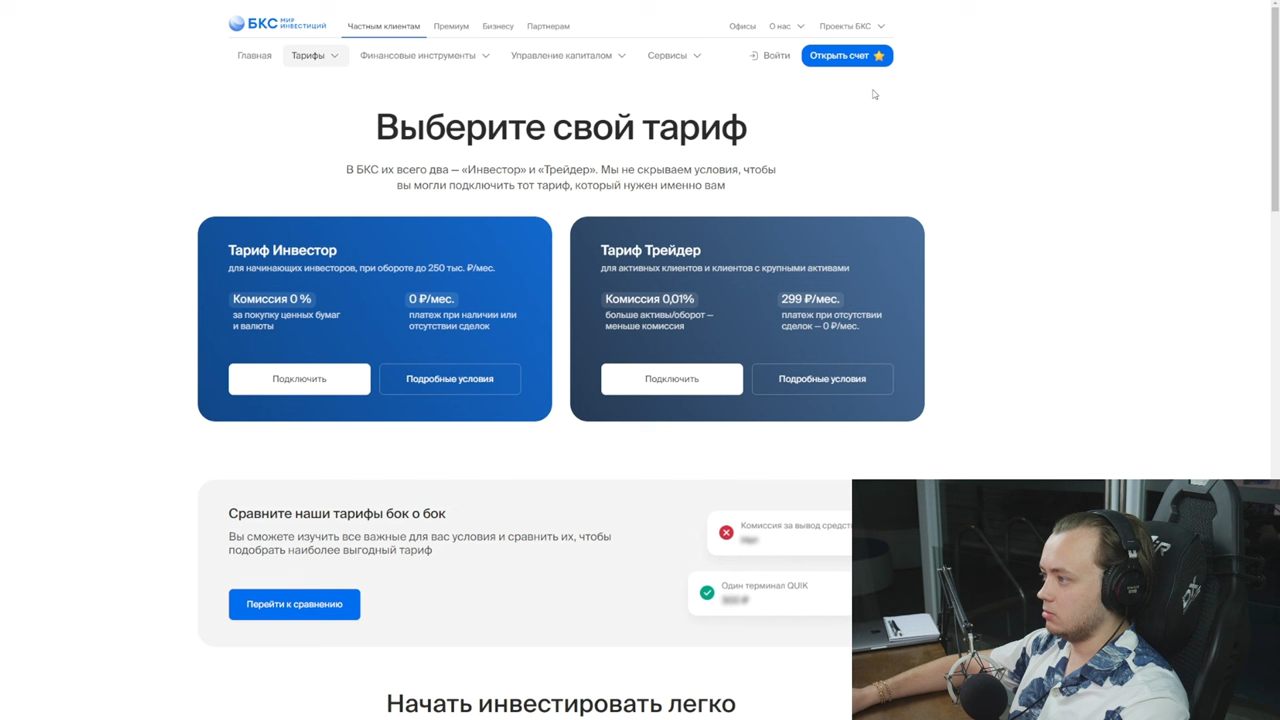 БКС МИР ИНВЕСТИЦИЙ
Частным клиентам Премиум Бизнесу Партнерам Офисы О нас Проекты БКС
Главная Тарифы Финансовые инструменты Управление капиталом Сервисы Войти Открыть счет
Выберите свой тариф
В БКС их всего два — «Инвестор» и «Трейдер». Мы не скрываем условия, чтобы
вы могли подключить тот тариф, который нужен именно вам
Тариф Инвестор
для начинающих инвесторов, при обороте до 250 тыс. ₽/мес.
Комиссия 0 %
за покупку ценных бумаг
и валюты
0 ₽/мес.
платеж при наличии или
отсутствии сделок
Подключить
Подробные условия
Тариф Трейдер
для активных клиентов и клиентов с крупными активами
Комиссия 0,01%
больше активы/оборот —
меньше комиссия
299 ₽/мес.
платеж при отсутствии
сделок — 0 ₽/мес.
Подключить
Подробные условия
Сравните наши тарифы бок о бок
Вы сможете изучить все важные для вас условия и сравнить их, чтобы
подобрать наиболее выгодный тариф
Перейти к сравнению
Комиссия за вывод средст
Один терминал QUIK
Начать инвестировать легко